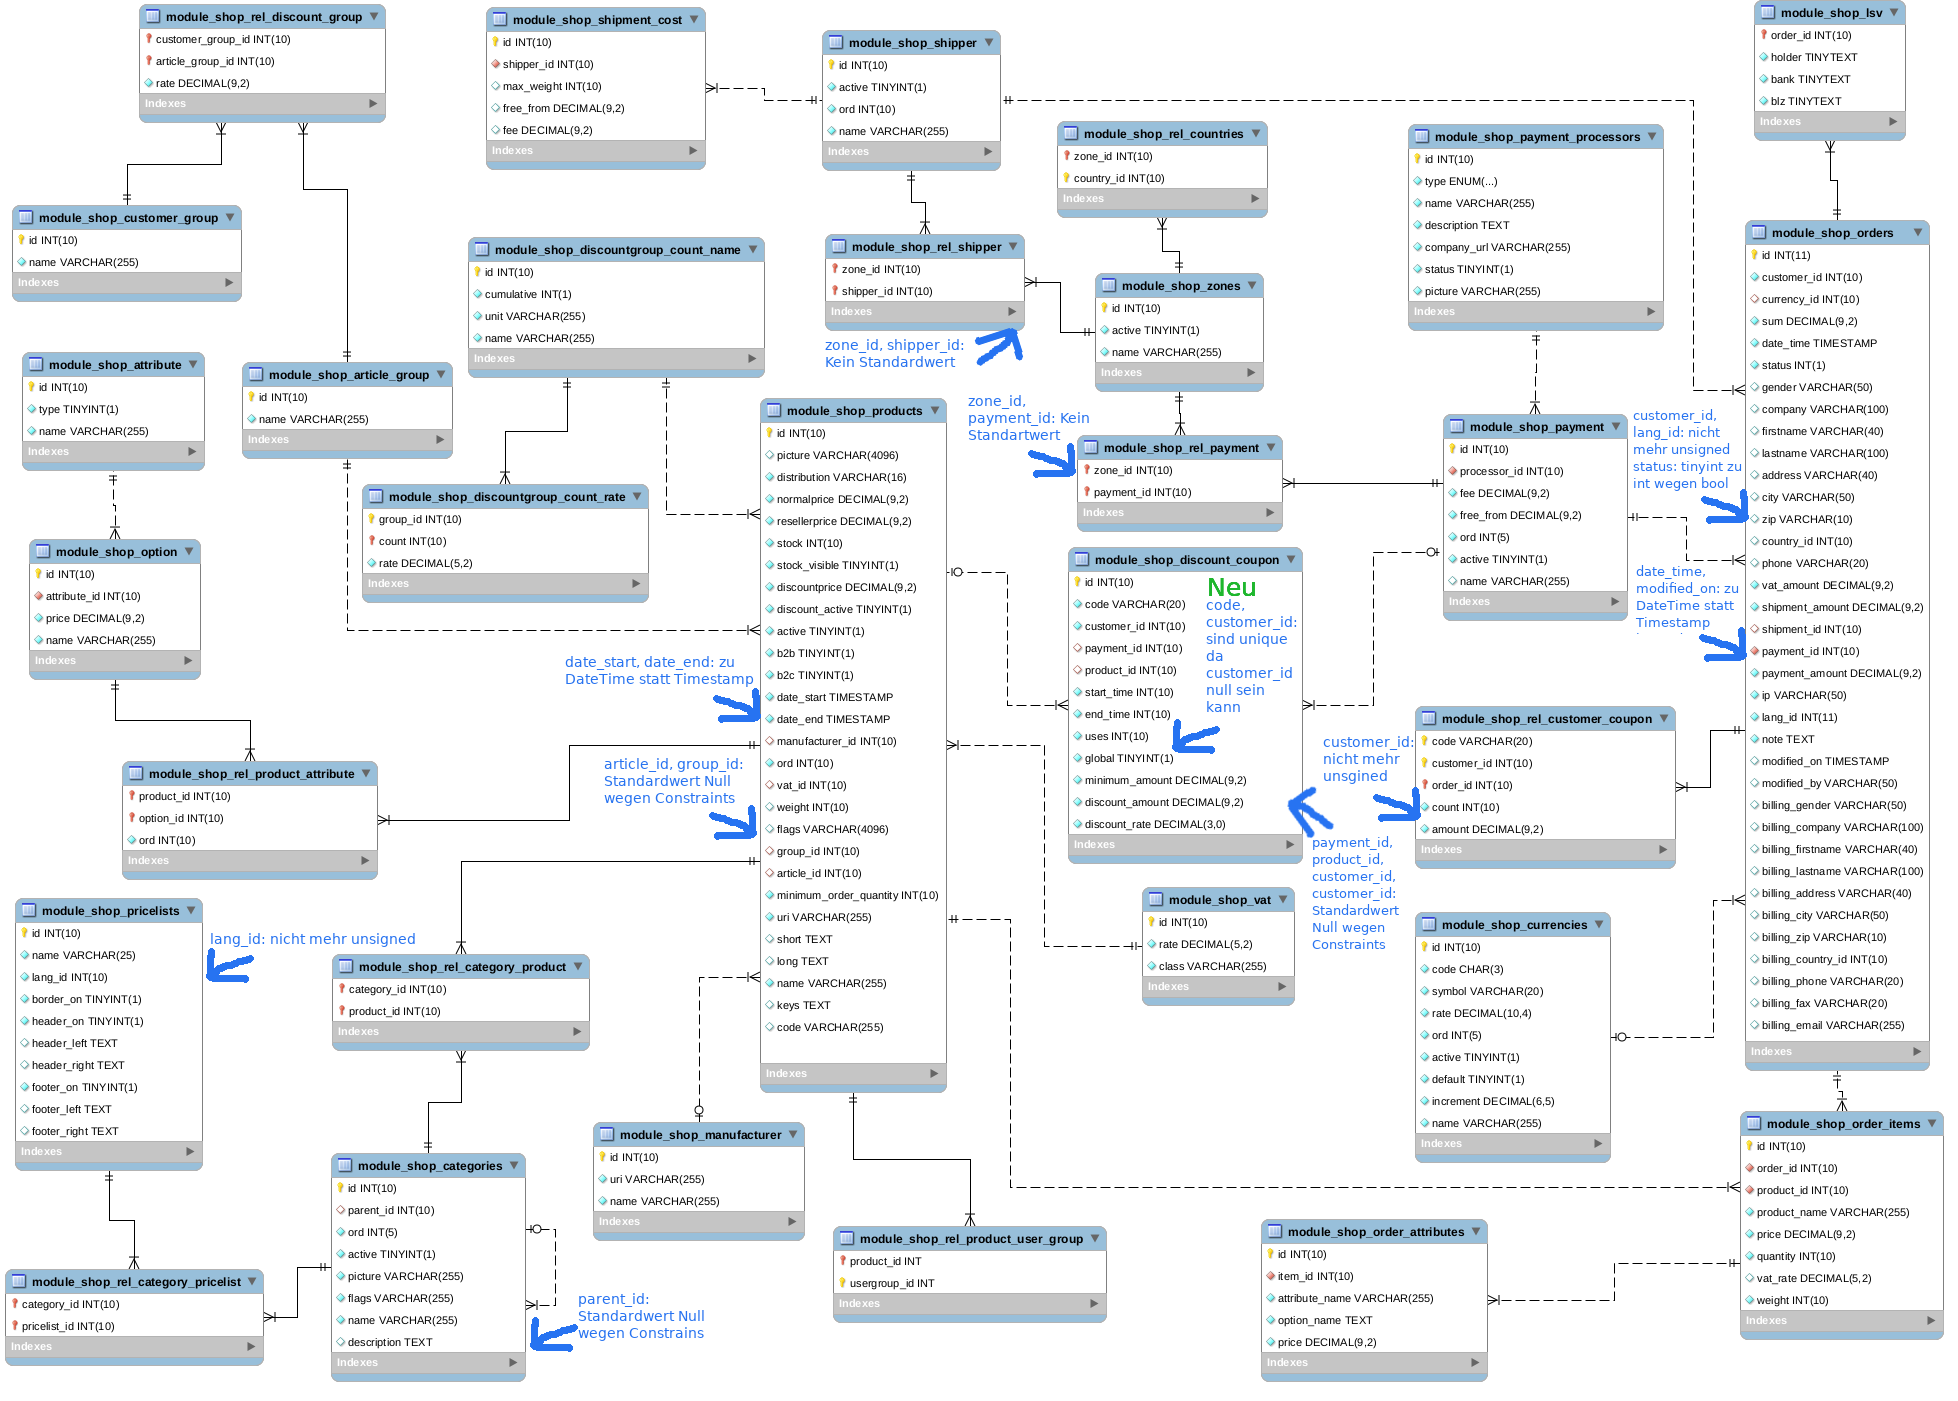 module_shop_rel_discount_group
customer_group_id INT(10)
article_group_id INT(10)
rate DECIMAL(9,2)
Indexes
module_shop_shipment_cost
id INT(10)
shipper_id INT(10)
max_weight INT(10)
free_from DECIMAL(9,2)
fee DECIMAL(9,2)
Indexes
module_shop_shipper
id INT(10)
active TINYINT(1)
ord INT(10)
name VARCHAR(255)
Indexes
module_shop_lsv
order_id INT(10)
holder TINYTEXT
bank TINYTEXT
blz TINYTEXT
Indexes
module_shop_rel_countries
zone_id INT(10)
country_id INT(10)
Indexes
module_shop_payment_processors
id INT(10)
type ENUM(...)
name VARCHAR(255)
description TEXT
company_url VARCHAR(255)
status TINYINT(1)
picture VARCHAR(255)
Indexes
module_shop_customer_group
id INT(10)
name VARCHAR(255)
Indexes
module_shop_discountgroup_count_name
id INT(10)
cumulative INT(1)
unit VARCHAR(255)
name VARCHAR(255)
Indexes
module_shop_rel_shipper
zone_id INT(10)
shipper_id INT(10)
Indexes
zone_id, shipper_id:
Kein Standardwert
module_shop_zones
id INT(10)
active TINYINT(1)
name VARCHAR(255)
Indexes
module_shop_orders
id INT(11)
customer_id INT(10)
currency_id INT(10)
sum DECIMAL(9,2)
date_time TIMESTAMP
status INT(1)
gender VARCHAR(50)
company VARCHAR(100)
firstname VARCHAR(40)
lastname VARCHAR(100)
address VARCHAR(40)
city VARCHAR(50)
zip VARCHAR(10)
country_id INT(10)
phone VARCHAR(20)
vat_amount DECIMAL(9,2)
shipment_amount DECIMAL(9,2)
shipment_id INT(10)
payment_id INT(10)
payment_amount DECIMAL(9,2)
ip VARCHAR(50)
lang_id INT(11)
note TEXT
modified_on TIMESTAMP
modified_by VARCHAR(50)
billing_gender VARCHAR(50)
billing_company VARCHAR(100)
billing_firstname VARCHAR(40)
billing_lastname VARCHAR(100)
billing_address VARCHAR(40)
billing_city VARCHAR(50)
billing_zip VARCHAR(10)
billing_country_id INT(10)
billing_phone VARCHAR(20)
billing_fax VARCHAR(20)
billing_email VARCHAR(255)
Indexes
customer_id,
lang_id: nicht
mehr unsigned
status: tinyint zu
int wegen bool
date_time,
modified_on: zu
DateTime statt
Timestamp
module_shop_attribute
id INT(10)
type TINYINT(1)
name VARCHAR(255)
Indexes
module_shop_article_group
id INT(10)
name VARCHAR(255)
Indexes
module_shop_discountgroup_count_rate
group_id INT(10)
count INT(10)
rate DECIMAL(5,2)
Indexes
module_shop_products
id INT(10)
picture VARCHAR(4096)
distribution VARCHAR(16)
normalprice DECIMAL(9,2)
resellerprice DECIMAL(9,2)
stock INT(10)
stock_visible TINYINT(1)
discountprice DECIMAL(9,2)
discount_active TINYINT(1)
active TINYINT(1)
b2b TINYINT(1)
b2c TINYINT(1)
date_start TIMESTAMP
date_end TIMESTAMP
manufacturer_id INT(10)
ord INT(10)
vat_id INT(10)
weight INT(10)
flags VARCHAR(4096)
group_id INT(10)
article_id INT(10)
minimum_order_quantity INT(10)
uri VARCHAR(255)
short TEXT
long TEXT
name VARCHAR(255)
keys TEXT
code VARCHAR(255)
Indexes
date_start, date_end: zu
DateTime statt Timestamp
article_id, group_id:
Standardwert Null
wegen Constraints
zone_id,
payment_id: Kein
Standartwert
module_shop_rel_payment
zone_id INT(10)
payment_id INT(10)
Indexes
module_shop_payment
id INT(10)
processor_id INT(10)
fee DECIMAL(9,2)
free_from DECIMAL(9,2)
ord INT(5)
active TINYINT(1)
name VARCHAR(255)
Indexes
module_shop_option
id INT(10)
attribute_id INT(10)
price DECIMAL(9,2)
name VARCHAR(255)
Indexes
module_shop_discount_coupon
id INT(10)
code VARCHAR(20)
customer_id INT(10)
payment_id INT(10)
product_id INT(10)
start_time INT(10)
end_time INT(10)
uses INT(10)
global TINYINT(1)
minimum_amount DECIMAL(9,2)
discount_amount DECIMAL(9,2)
discount_rate DECIMAL(3,0)
Indexes
Neu
code,
customer_id:
sind unique
da
customer_id
null sein
kann
customer_id:
nicht mehr
unsgined
payment_id,
product_id,
customer_id,
customer_id:
Standardwert
Null wegen
Constraints
module_shop_rel_customer_coupon
code VARCHAR(20)
customer_id INT(10)
order_id INT(10)
count INT(10)
amount DECIMAL(9,2)
Indexes
module_shop_rel_product_attribute
product_id INT(10)
option_id INT(10)
ord INT(10)
Indexes
module_shop_pricelists
id INT(10)
name VARCHAR(25)
lang_id INT(10)
border_on TINYINT(1)
header_on TINYINT(1)
header_left TEXT
header_right TEXT
footer_on TINYINT(1)
footer_left TEXT
footer_right TEXT
Indexes
lang_id: nicht mehr unsigned
module_shop_rel_category_product
category_id INT(10)
product_id INT(10)
Indexes
module_shop_vat
id INT(10)
rate DECIMAL(5,2)
class VARCHAR(255)
Indexes
module_shop_currencies
id INT(10)
code CHAR(3)
symbol VARCHAR(20)
rate DECIMAL(10,4)
ord INT(5)
active TINYINT(1)
default TINYINT(1)
increment DECIMAL(6,5)
name VARCHAR(255)
Indexes
module_shop_manufacturer
id INT(10)
uri VARCHAR(255)
name VARCHAR(255)
Indexes
module_shop_categories
id INT(10)
parent_id INT(10)
ord INT(5)
active TINYINT(1)
picture VARCHAR(255)
flags VARCHAR(255)
name VARCHAR(255)
description TEXT
Indexes
parent_id:
Standardwert Null
wegen Constrains
module_shop_rel_category_pricelist
category_id INT(10)
pricelist_id INT(10)
Indexes
module_shop_rel_product_user_group
product_id INT
usergroup_id INT
Indexes
module_shop_order_attributes
id INT(10)
item_id INT(10)
attribute_name VARCHAR(255)
option_name TEXT
price DECIMAL(9,2)
Indexes
module_shop_order_items
id INT(10)
order_id INT(10)
product_id INT(10)
product_name VARCHAR(255)
price DECIMAL(9,2)
quantity INT(10)
vat_rate DECIMAL(5,2)
weight INT(10)
Indexes